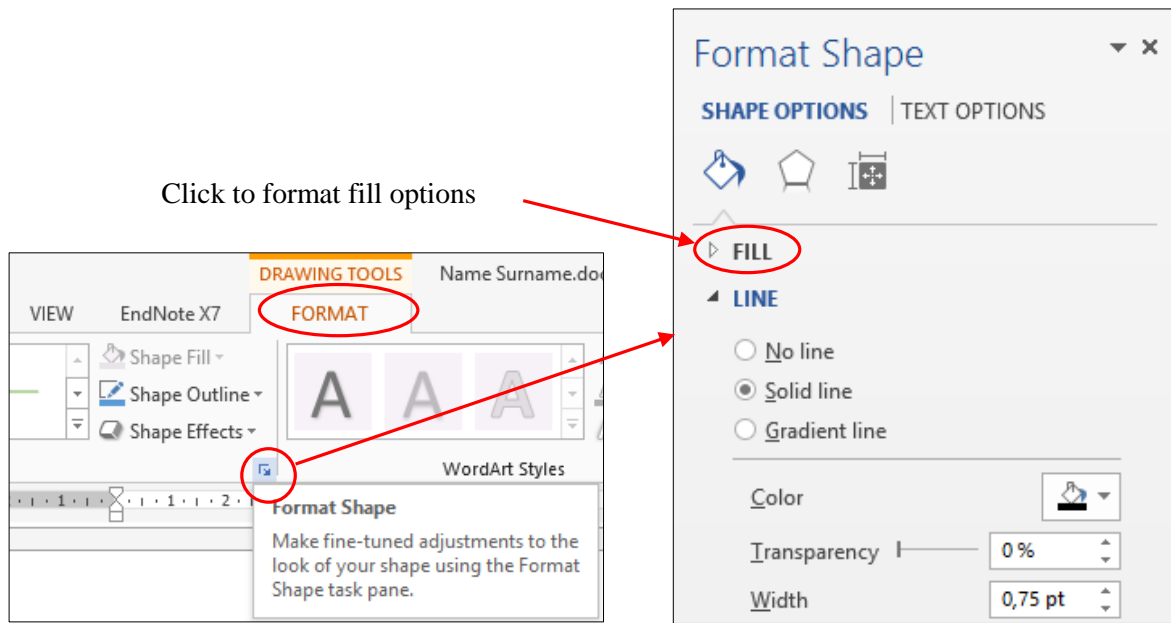 Click to format fill options
DRAWING TOOLS Name Surname.doc
VIEW EndNote X7 FORMAT
Shape Fill
Shape Outline
Shape Effects
A A A
WordArt Styles
1 1 2
Format Shape
Make fine-tuned adjustments to the
look of your shape using the Format
Shape task pane.
Format Shape
SHAPE OPTIONS TEXT OPTIONS
FILL
LINE
No line
Solid line
Gradient line
Color
Transparency 0 %
Width 0,75 pt